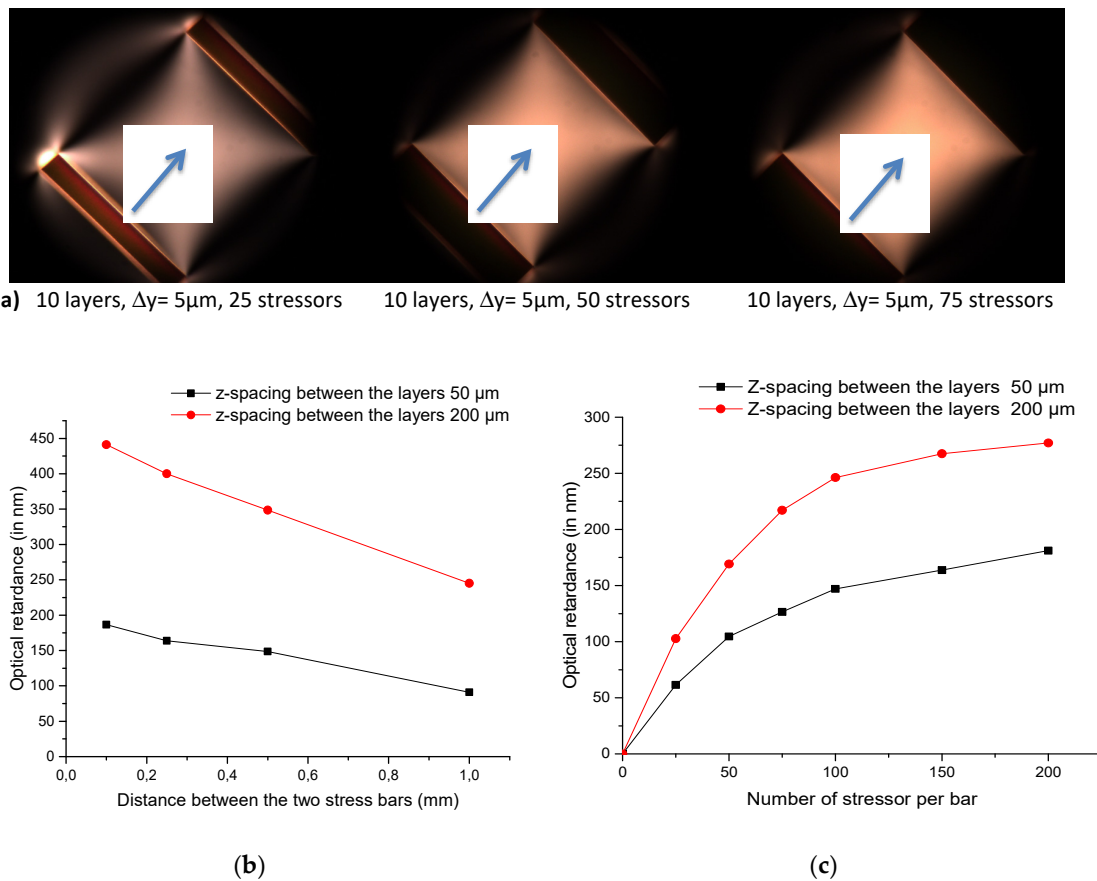 a) 10 layers, Δy= 5µm, 25 stressors
10 layers, Δy= 5µm, 50 stressors
10 layers, Δy= 5µm, 75 stressors
z-spacing between the layers 50 µm
z-spacing between the layers 200 µm
450
400
350
300
250
200
150
100
50
0
Optical retardance (in nm)
0,0
0,2
0,4
0,6
0,8
1,0
Distance between the two stress bars (mm)
(b)
Z-spacing between the layers 50 µm
Z-spacing between the layers 200 µm
300
250
200
150
100
50
0
Optical retardance (in nm)
0
50
100
150
200
Number of stressor per bar
(c)